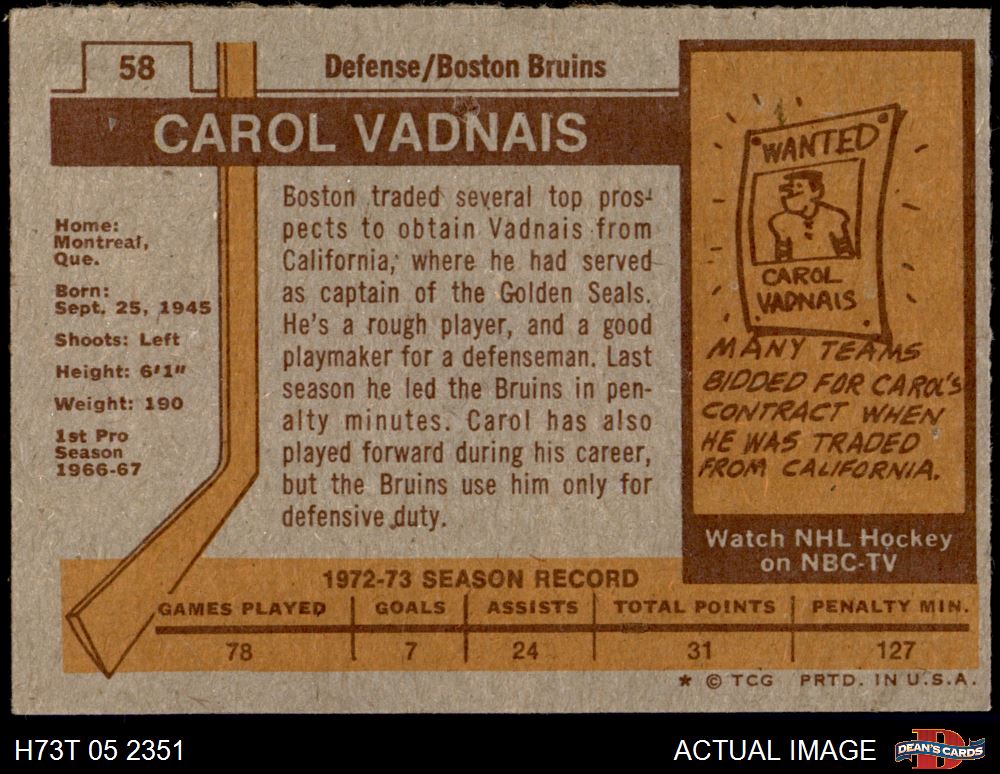 58
Defense/Boston Bruins
CAROL VADNAIS
Home:
Montreal,
Que.
Born:
Sept. 25, 1945
Shoots: Left
Height: 6'1"
Weight: 190
1st Pro
Season
1966-67
Boston traded several top pros-
pects to obtain Vadnais from
California, where he had served
as captain of the Golden Seals.
He's a rough player, and a good
playmaker for a defenseman. Last
season he led the Bruins in pen-
alty minutes. Carol has also
played forward during his career,
but the Bruins use him only for
defensive duty.
WANTED
CAROL
VADNAIS
MANY TEAMS
BIDDED FOR CAROL'S
CONTRACT WHEN
HE WAS TRADED
FROM CALIFORNIA.
Watch NHL Hockey
on NBC-TV
1972-73 SEASON RECORD
GAMES PLAYED GOALS ASSISTS TOTAL POINTS PENALTY MIN.
78 7 24 31 127
* © TCG PRTD. IN U.S.A.
H73T 05 2351 ACTUAL IMAGE DEAN'S CARDS